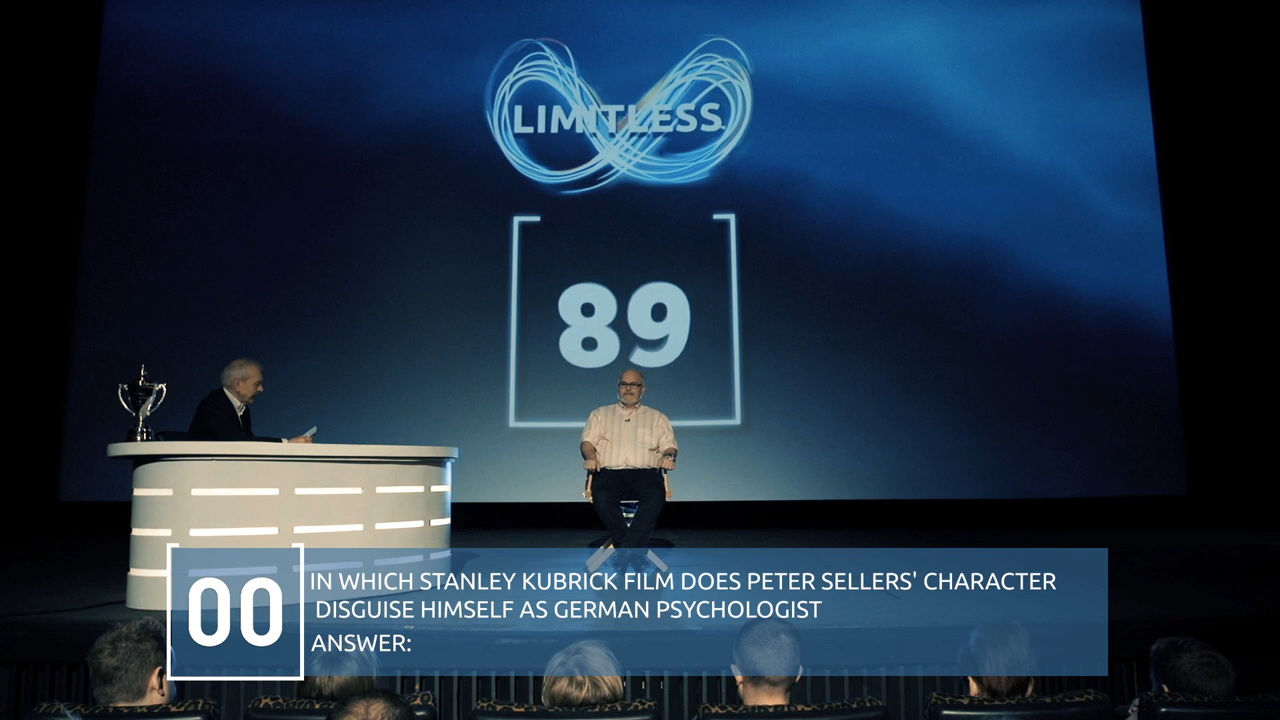 LIMITLESS
89
00
IN WHICH STANLEY KUBRICK FILM DOES PETER SELLERS' CHARACTER
DISGUISE HIMSELF AS GERMAN PSYCHOLOGIST
ANSWER: